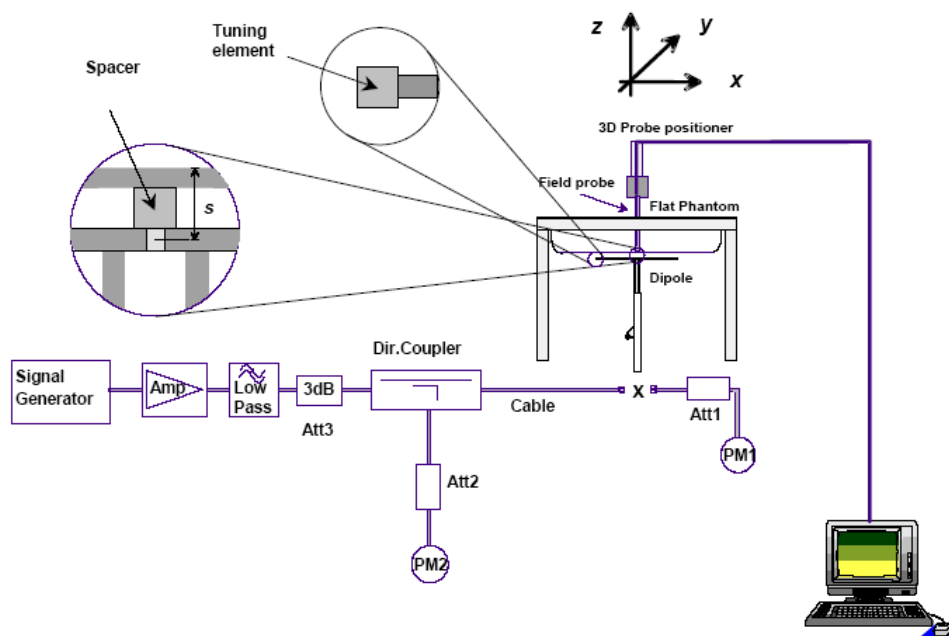 Tuning
element
Spacer
z
y
x
3D Probe positioner
Field probe
Flat Phantom
s
Dipole
Dir.Coupler
Signal
Generator
Amp
Low
Pass
3dB
Att3
Cable
x
Att1
PM1
Att2
PM2